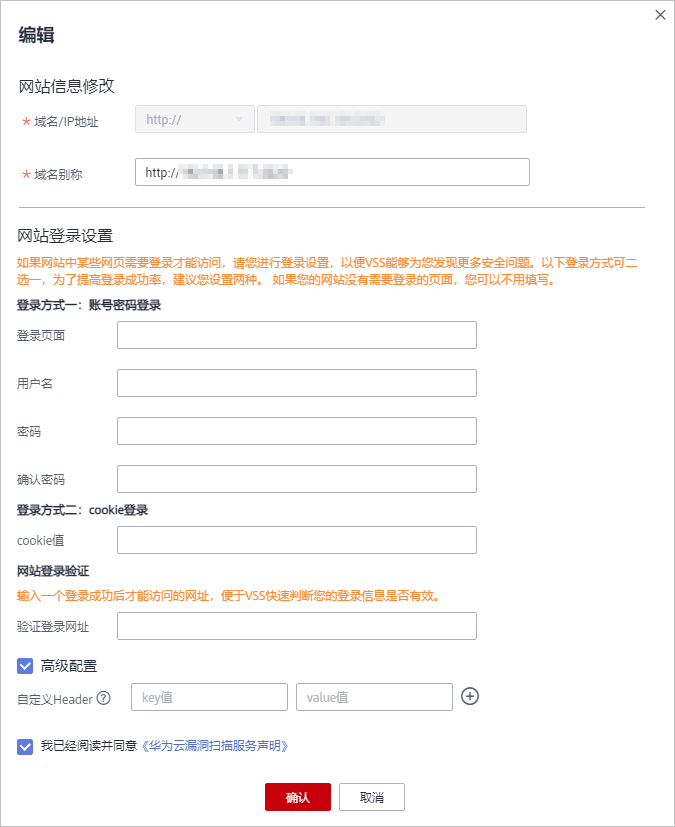 编辑
网站信息修改
* 域名/IP地址 http://
* 域名别称 http://
网站登录设置
如果网站中某些网页需要登录才能访问，请您进行登录设置，以便VSS能够为您发现更多安全问题。以下登录方式可二
选一，为了提高登录成功率，建议您设置两种。 如果您的网站没有需要登录的页面，您可以不用填写。
登录方式一：账号密码登录
登录页面
用户名
密码
确认密码
登录方式二：cookie登录
cookie值
网站登录验证
输入一个登录成功后才能访问的网址，便于VSS快速判断您的登录信息是否有效。
验证登录网址
高级配置
自定义Header ? key值 value值
我已经阅读并同意《华为云漏洞扫描服务声明》
确认 取消